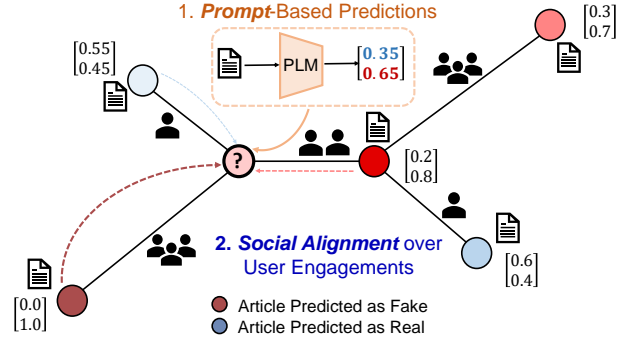 1. Prompt-Based Predictions
PLM
[0.35
0.65]
[0.55
0.45]
[0.3
0.7]
?
[0.2
0.8]
[0.6
0.4]
2. Social Alignment over
User Engagements
[0.0
1.0]
Article Predicted as Fake
Article Predicted as Real